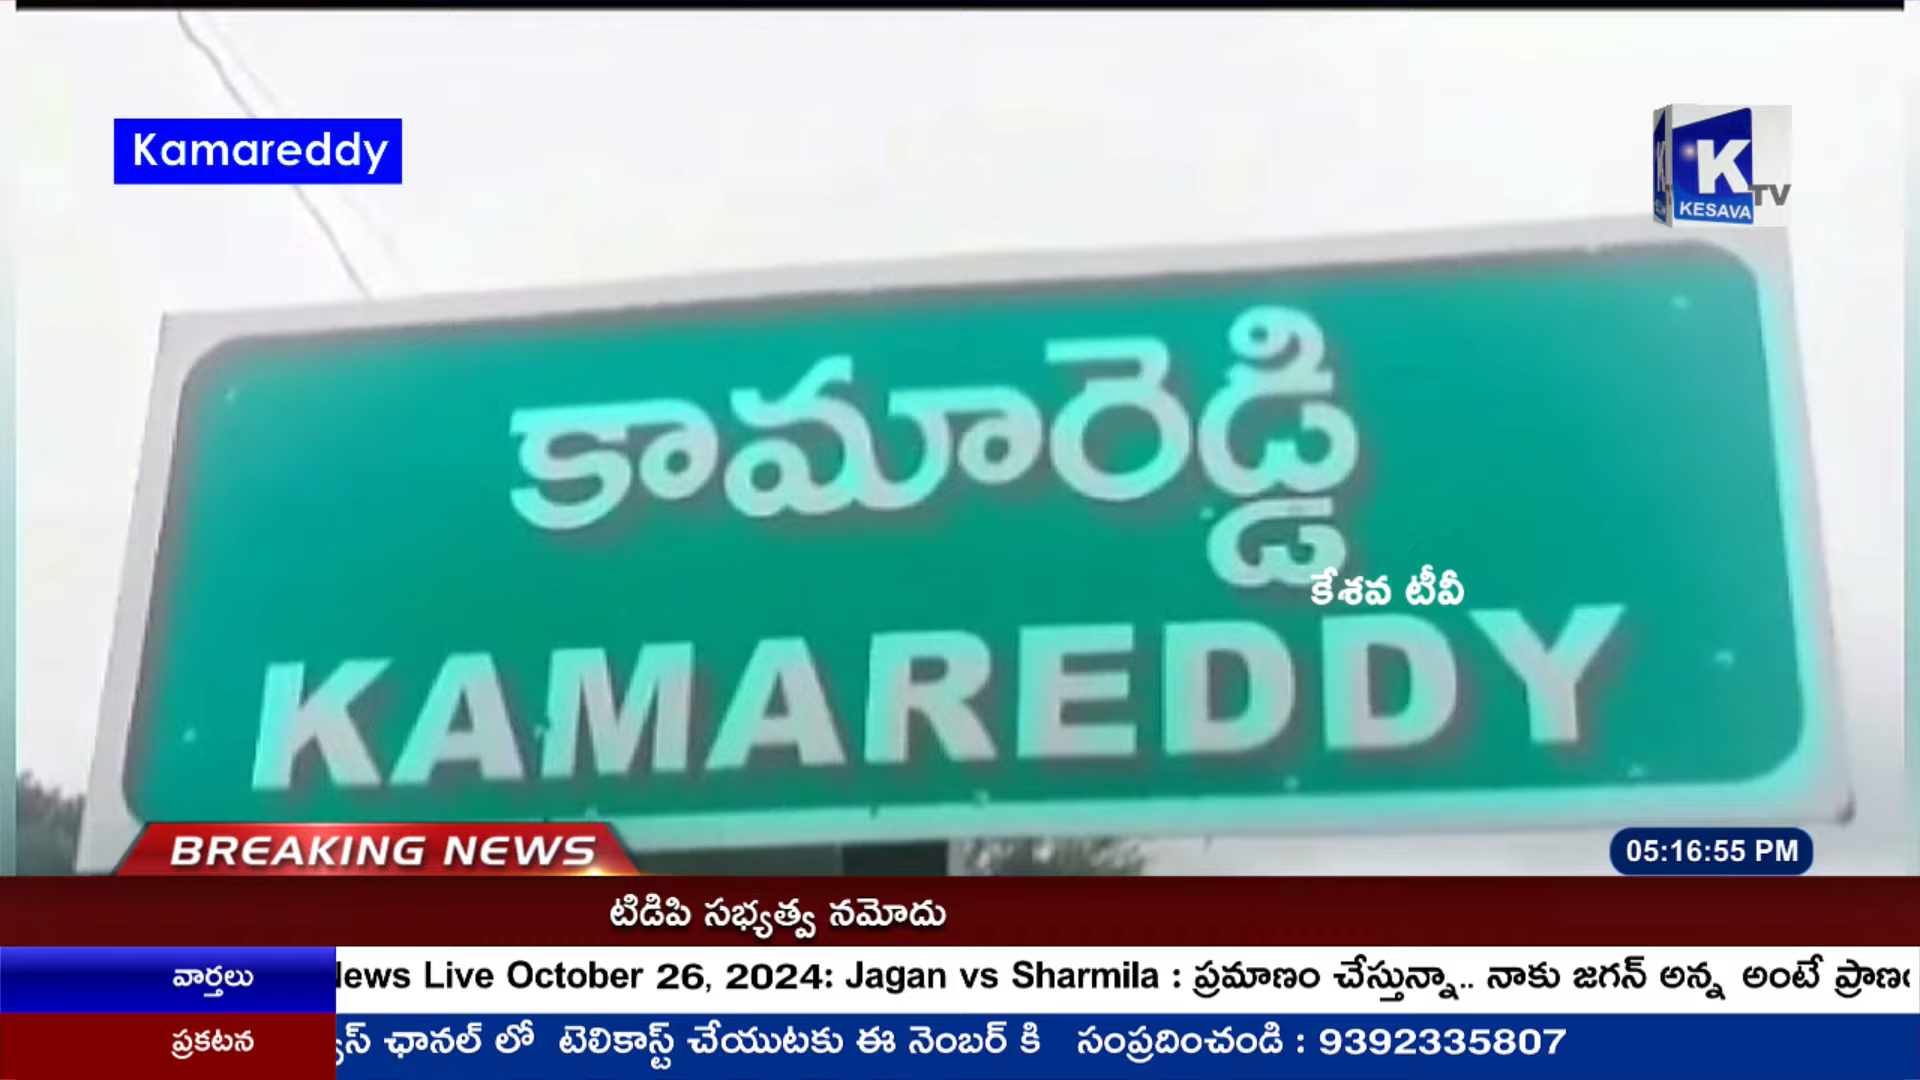 Kamareddy
K
TV
KESAVA
కామారెడ్డి
కేశవ టీవీ
KAMAREDDY
BREAKING NEWS
05:16:55 PM
టిడిపి సభ్యత్వ నమోదు
వార్తలు
News Live October 26, 2024: Jagan vs Sharmila : ప్రమాణం చేస్తున్నా.. నాకు జగన్ అన్న అంటే
ప్రకటన
ఛానల్ లో టెలికాస్ట్ చేయుటకు ఈ నెంబర్ కి సంప్రదించండి : 9392335807